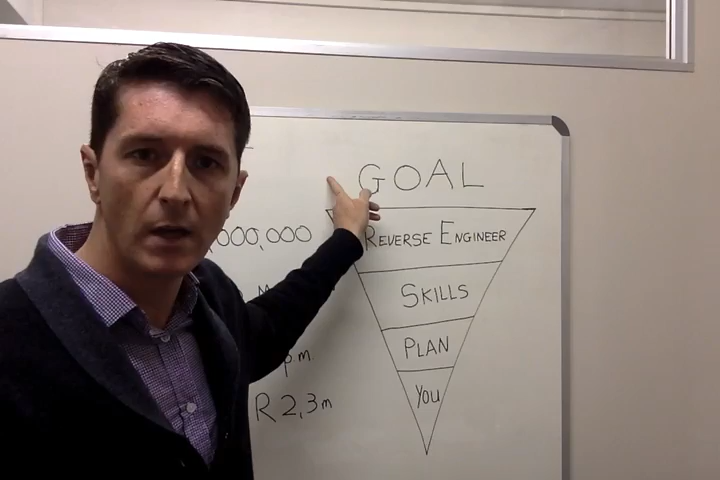 GOAL
REVERSE ENGINEER
,000,000
SKILLS
PLAN
p.m.
YOU
R 2,3m